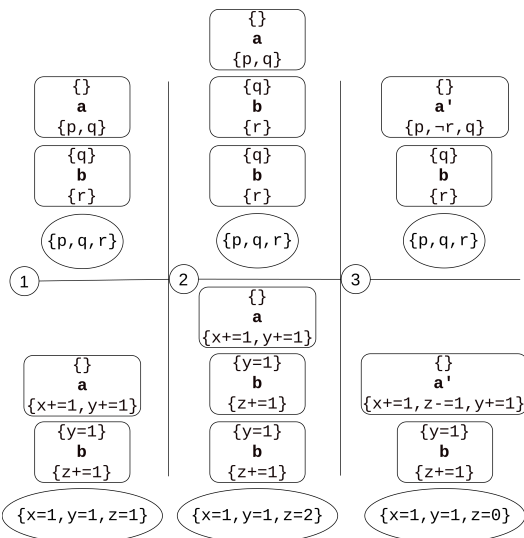 {}
a
{p,q}
{q}
b
{r}
{p,q,r}
1
{}
a
{p,q}
{q}
b
{r}
{q}
b
{r}
{p,q,r}
2
{}
a'
{p,¬r,q}
{q}
b
{r}
{p,q,r}
3
{}
a
{x+=1,y+=1}
{y=1}
b
{z+=1}
{x=1,y=1,z=1}
{}
a
{x+=1,y+=1}
{y=1}
b
{z+=1}
{y=1}
b
{z+=1}
{x=1,y=1,z=2}
{}
a'
{x+=1,z-=1,y+=1}
{y=1}
b
{z+=1}
{x=1,y=1,z=0}